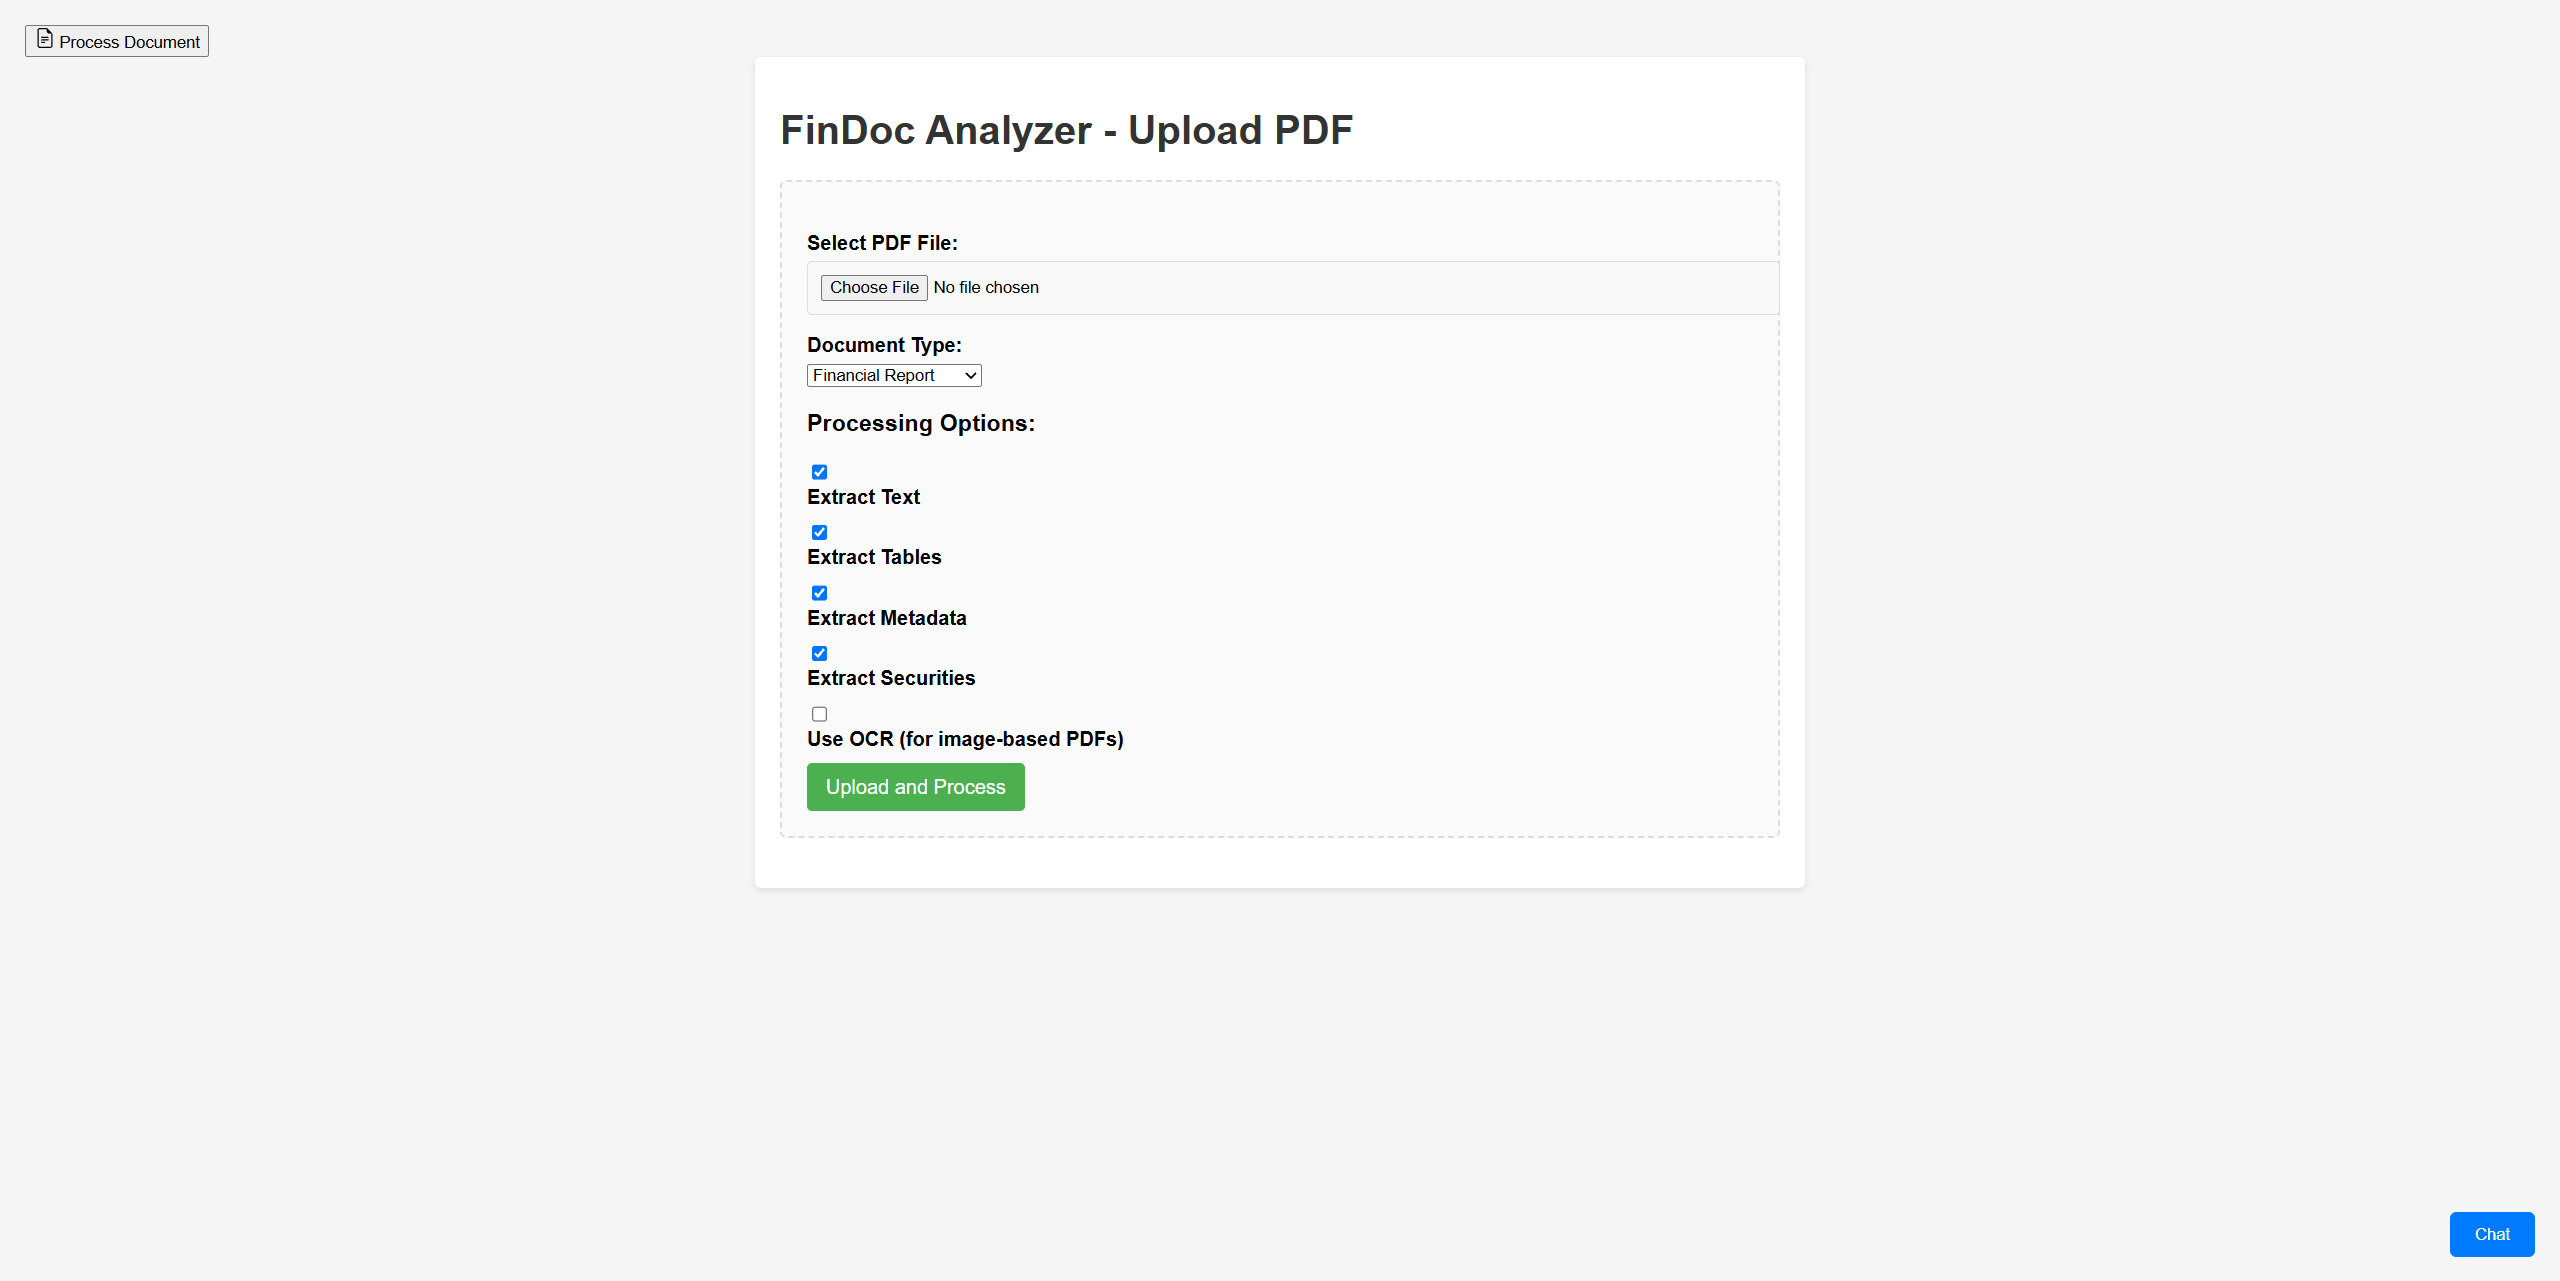 Process Document
FinDoc Analyzer - Upload PDF
Select PDF File:
Choose File No file chosen
Document Type:
Financial Report
Processing Options:
Extract Text
Extract Tables
Extract Metadata
Extract Securities
Use OCR (for image-based PDFs)
Upload and Process
Chat